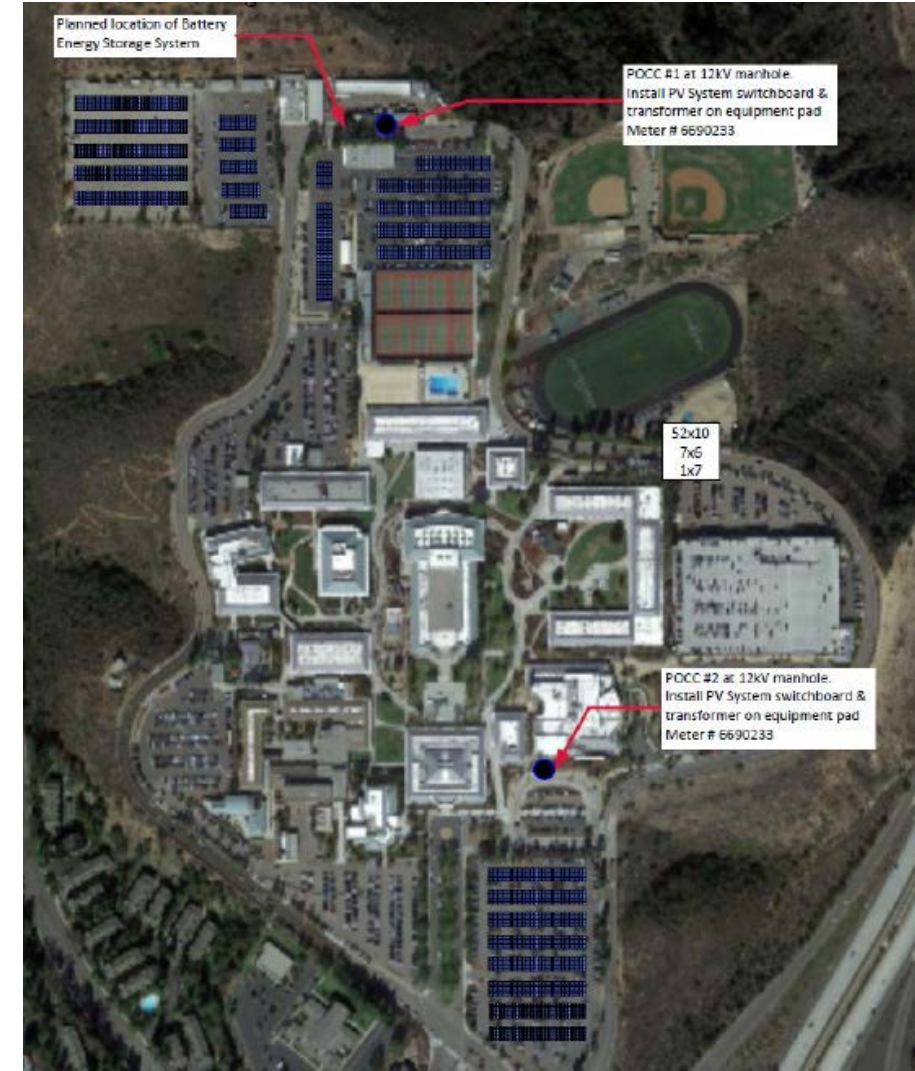 Planned location of Battery
Energy Storage System
POCC #1 at 12kV manhole.
Install PV System switchboard &
transformer on equipment pad
Meter # 6690233
52x10
7x6
1x7
POCC #2 at 12kV manhole.
Install PV System switchboard &
transformer on equipment pad
Meter # 6690233